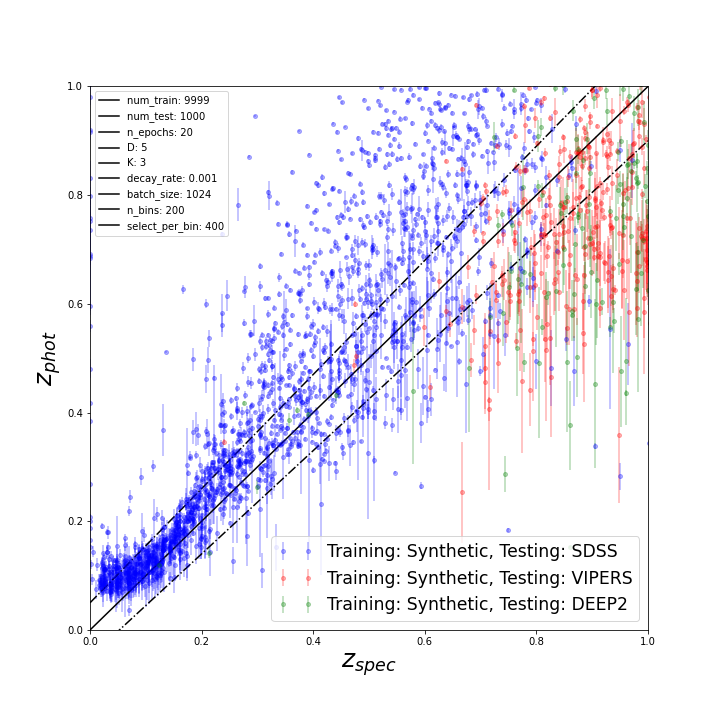 1.0
0.8
0.6
0.4
0.2
0.0
z_phot
num_train: 9999
num_test: 1000
n_epochs: 20
D: 5
K: 3
decay_rate: 0.001
batch_size: 1024
n_bins: 200
select_per_bin: 400
Training: Synthetic, Testing: SDSS
Training: Synthetic, Testing: VIPERS
Training: Synthetic, Testing: DEEP2
0.0 0.2 0.4 0.6 0.8 1.0
z_spec